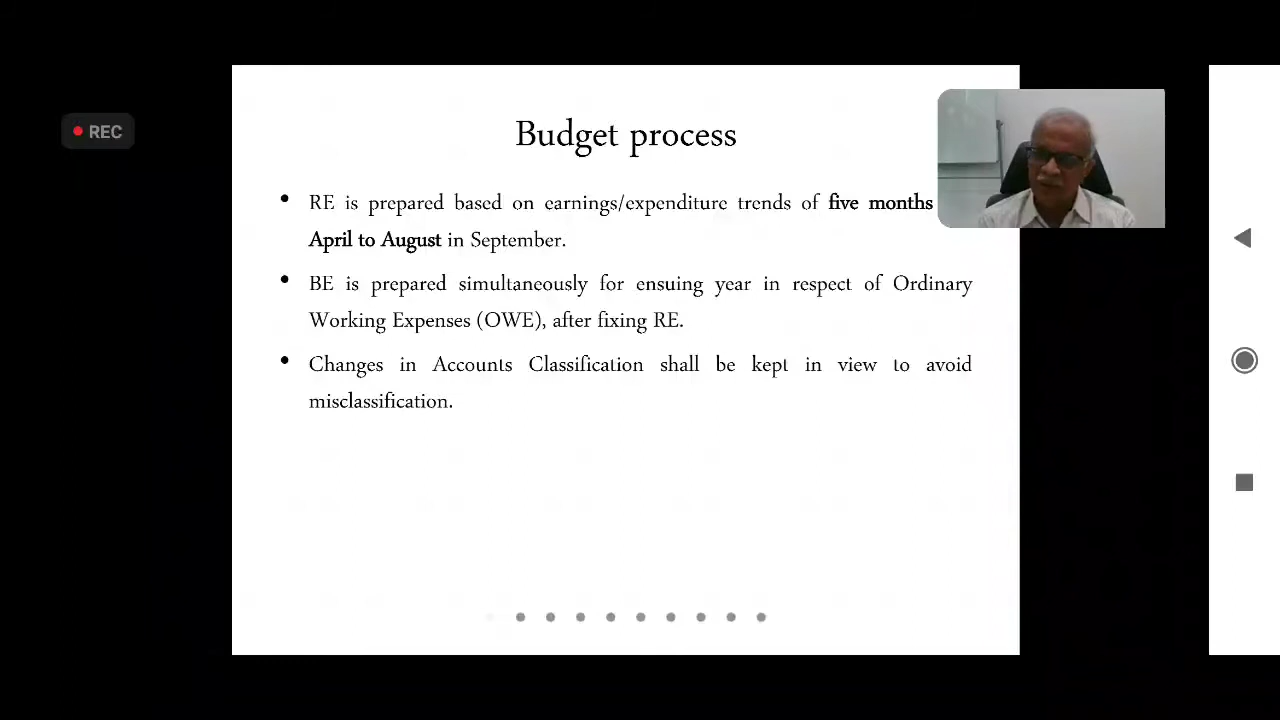 REC
Budget process
• RE is prepared based on earnings/expenditure trends of five months
April to August in September.
• BE is prepared simultaneously for ensuing year in respect of Ordinary
Working Expenses (OWE), after fixing RE.
• Changes in Accounts Classification shall be kept in view to avoid
misclassification.